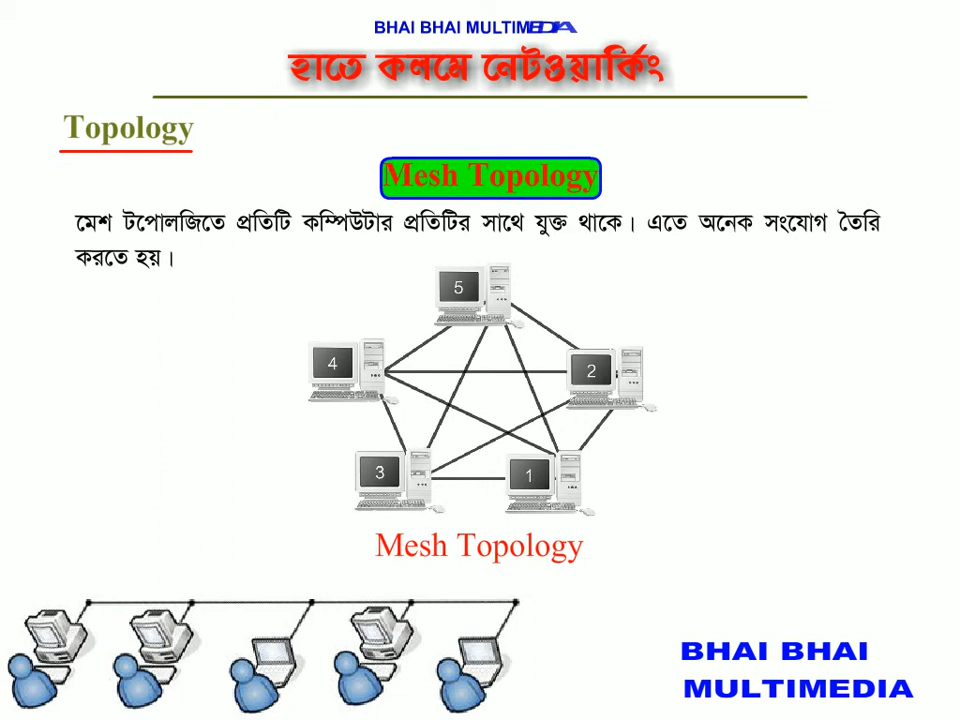 BHAI BHAI MULTIMEDIA
হাতে কলমে নেটওয়ার্কিং
Topology
Mesh Topology
মেশ টপোলজিতে প্রতিটি কম্পিউটার প্রতিটির সাথে যুক্ত থাকে। এতে অনেক সংযোগ তৈরি
করতে হয়।
5
4
2
3
1
Mesh Topology
BHAI BHAI
MULTIMEDIA